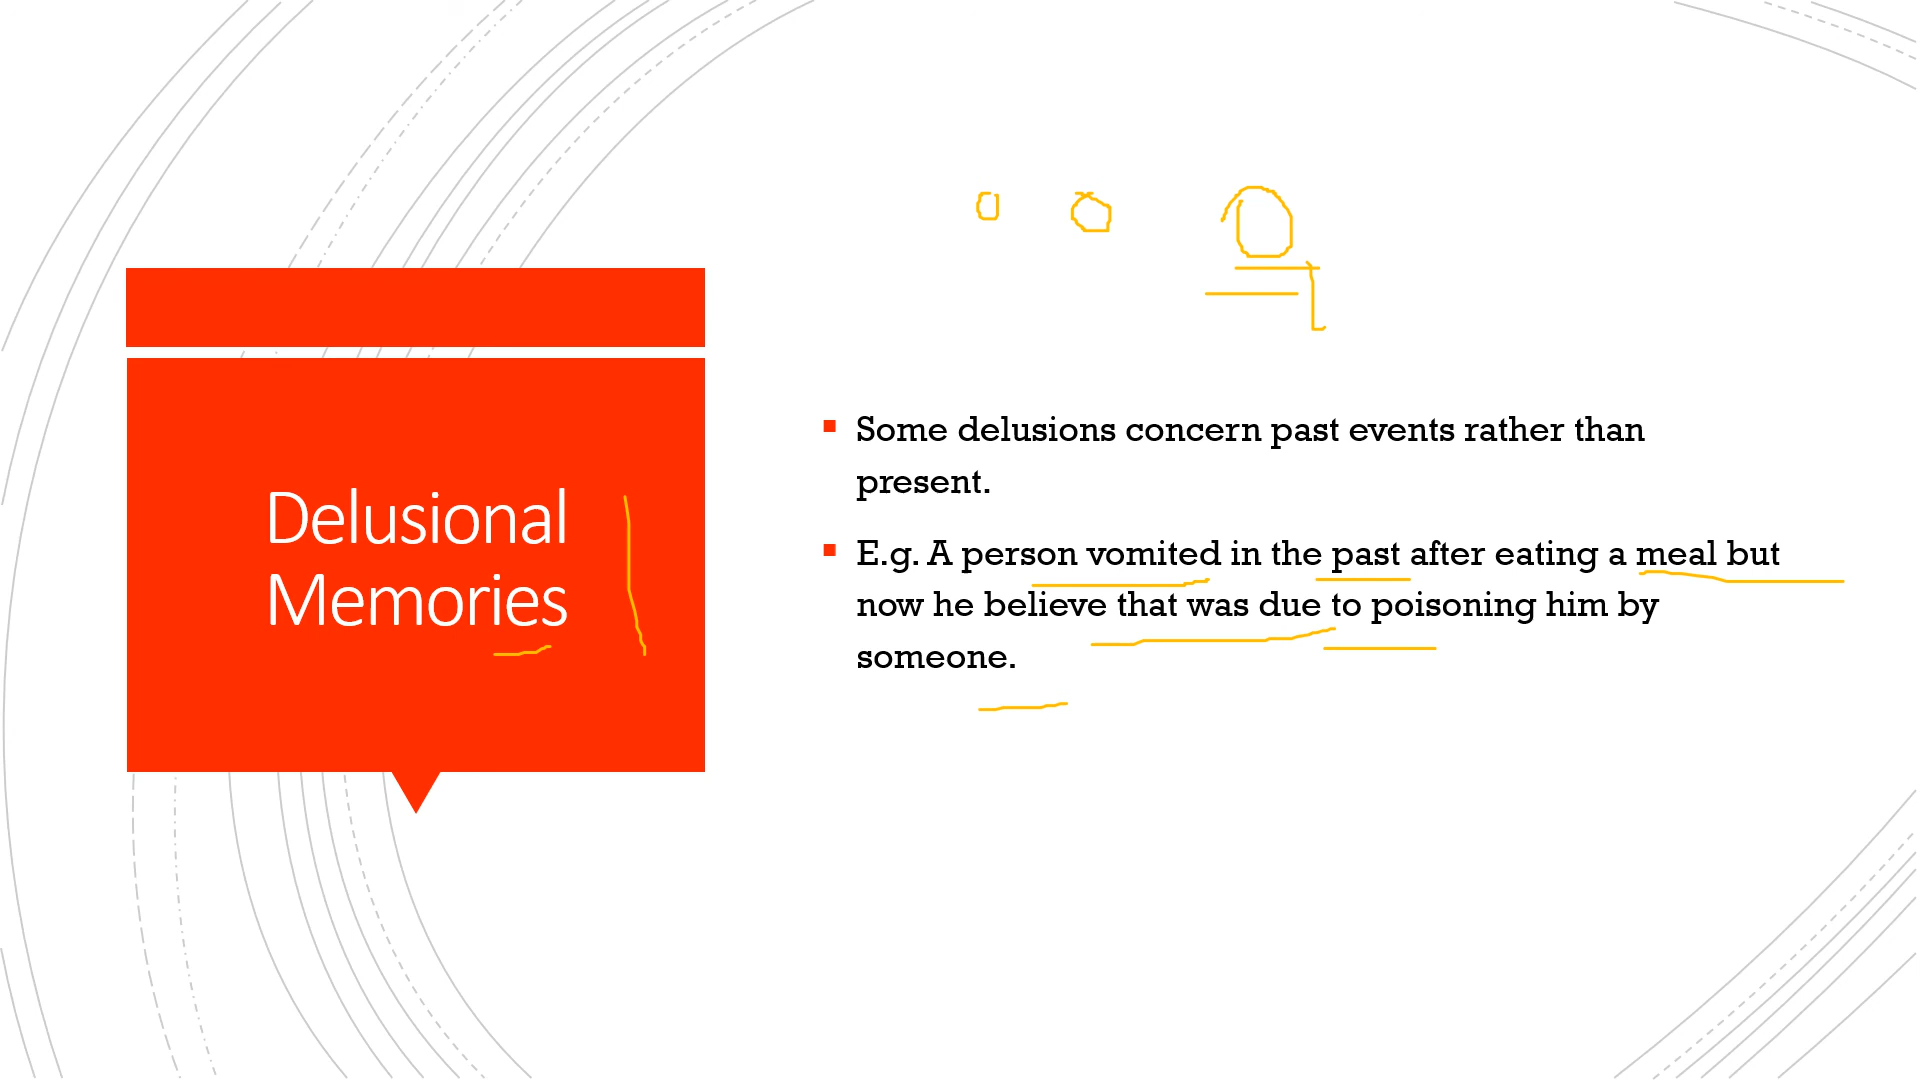 Delusional
Memories
Some delusions concern past events rather than
present.
E.g. A person vomited in the past after eating a meal but
now he believe that was due to poisoning him by
someone.